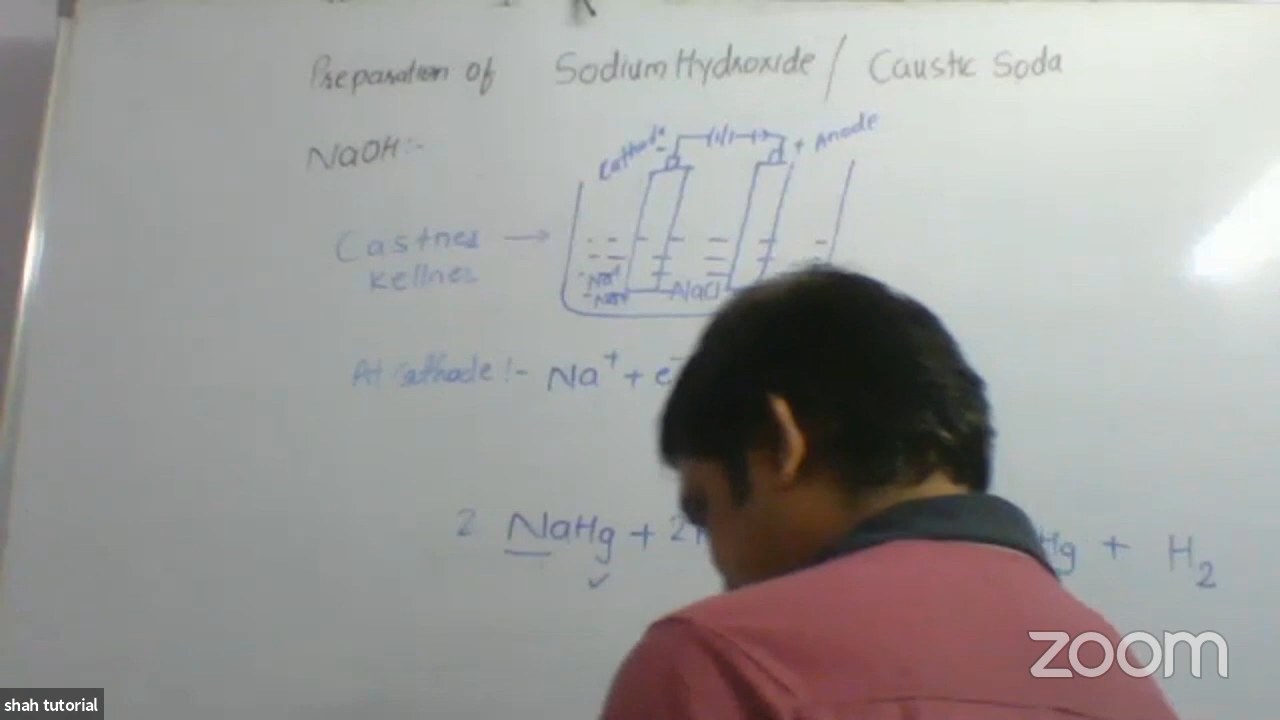 Preparation of Sodium Hydroxide / Caustic Soda
NaOH :-
Cathode - + Anode
Castner →
Kellner
Na+
NaCl
At cathode :- Na+ + e-
2 NaHg + 2 Hg + H2
zoom
shah tutorial